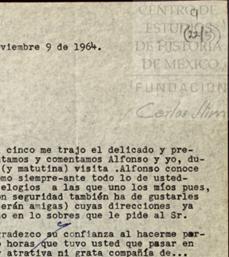 CENTRO DE
ESTUDIOS
DE HISTORIA
DE MEXICO
FUNDACIÓN
Carlos Slim
viembre 9 de 1964.
cinco me trajo el delicado y pre-
tamos y comentamos Alfonso y yo, du-
(y matutina) visita .Alfonso conoce
mo siempre-ante todo lo de usted-
elogios a las que uno los míos pues,
n seguridad también ha de gustarles
erán amigas) cuyas direcciones ya
o en lo sobres que le pide al Sr.
gradezco su confianza al hacerme par-
horas que tuvo usted que pasar en
atrativa ni grata compañía de...